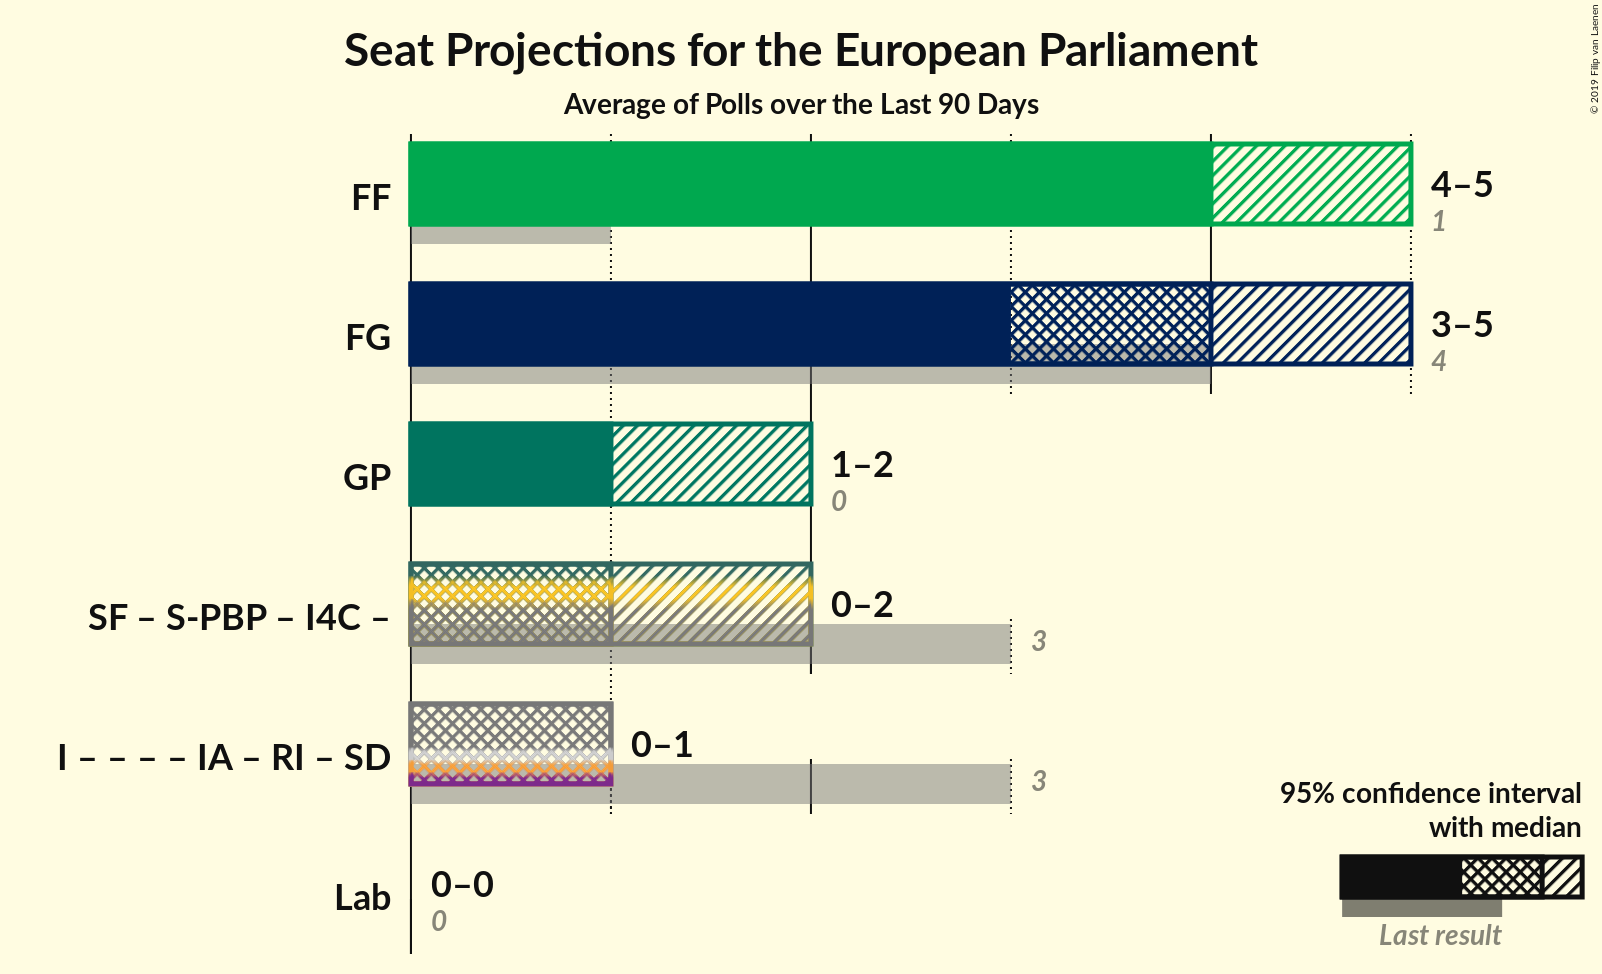 Seat Projections for the European Parliament
Average of Polls over the Last 90 Days
© 2019 Filip van Laenen
FF
4–5
1
FG
3–5
4
GP
1–2
0
SF – S-PBP – I4C –
0–2
3
I – – – – IA – RI – SD
0–1
3
Lab
0–0
0
95% confidence interval
with median
Last result